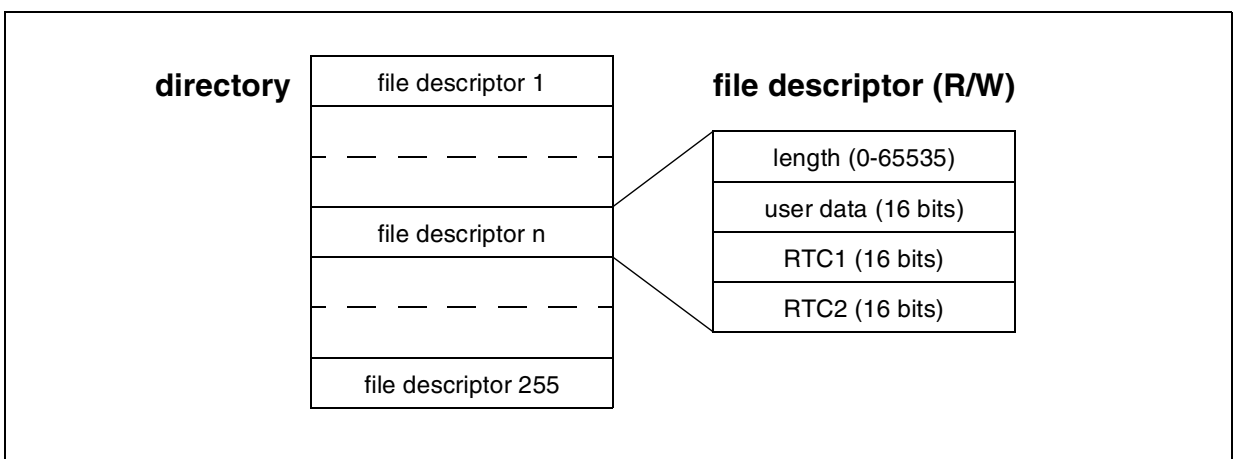 directory
file descriptor 1
file descriptor n
file descriptor 255
file descriptor (R/W)
length (0-65535)
user data (16 bits)
RTC1 (16 bits)
RTC2 (16 bits)